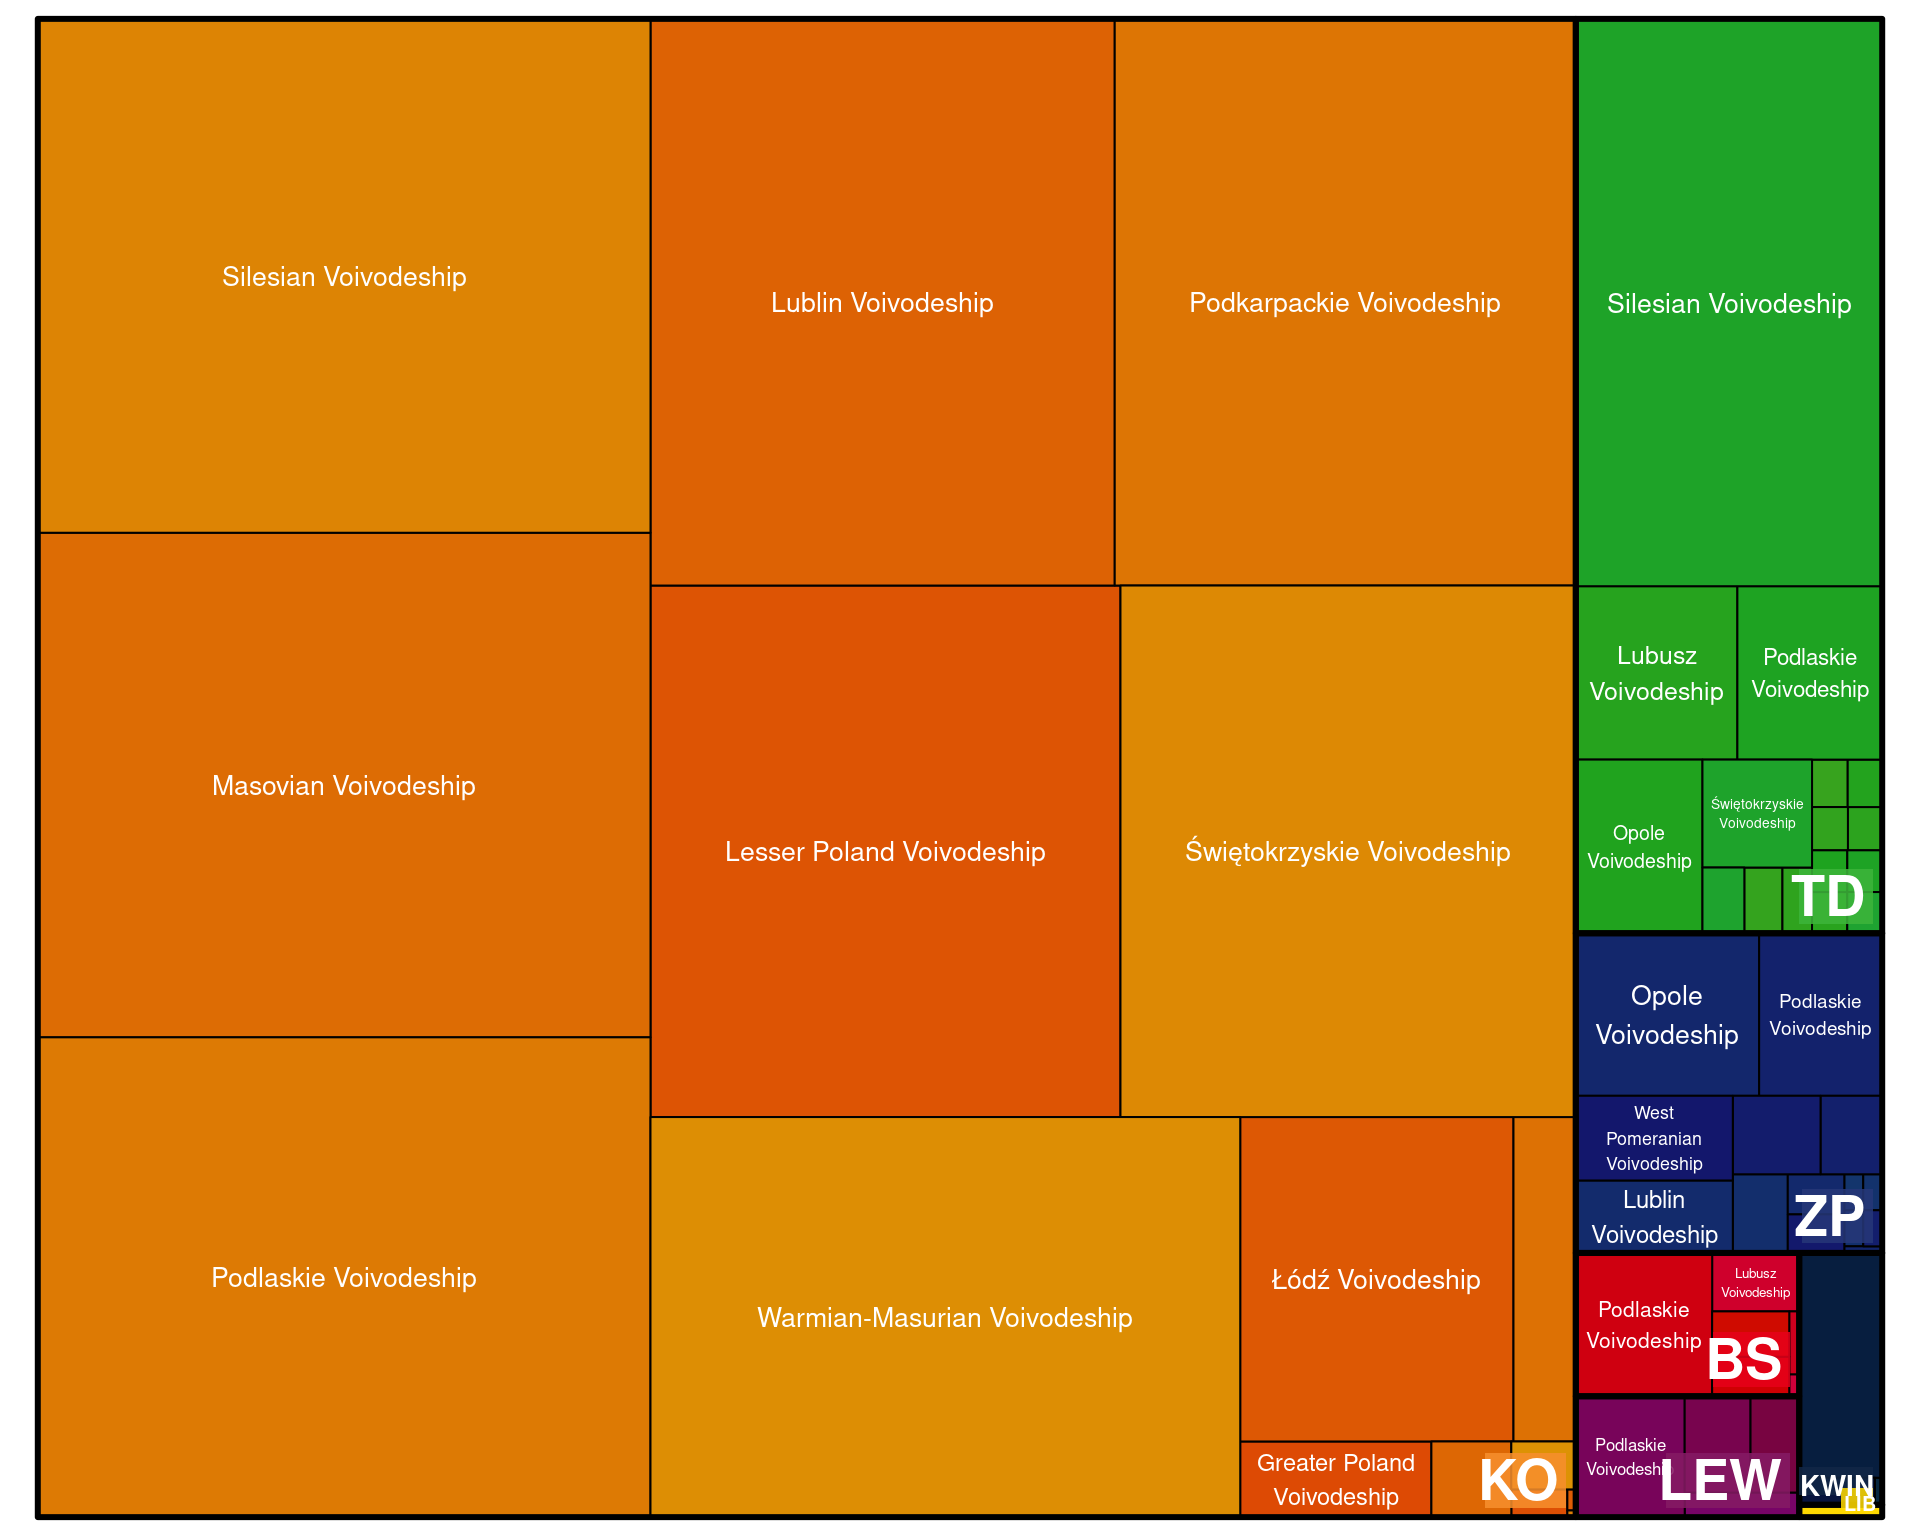 Silesian Voivodeship
Masovian Voivodeship
Podlaskie Voivodeship
Lublin Voivodeship
Podkarpackie Voivodeship
Lesser Poland Voivodeship
Świętokrzyskie Voivodeship
Warmian-Masurian Voivodeship
Łódź Voivodeship
Greater Poland
Voivodeship
KO
Silesian Voivodeship
Lubusz
Voivodeship
Podlaskie
Voivodeship
Opole
Voivodeship
Świętokrzyskie
Voivodeship
TD
Opole
Voivodeship
Podlaskie
Voivodeship
West
Pomeranian
Voivodeship
Lublin
Voivodeship
ZP
Podlaskie
Voivodeship
Lubusz
Voivodeship
BS
Podlaskie
Voivodeship
LEW
KWIN
LIB